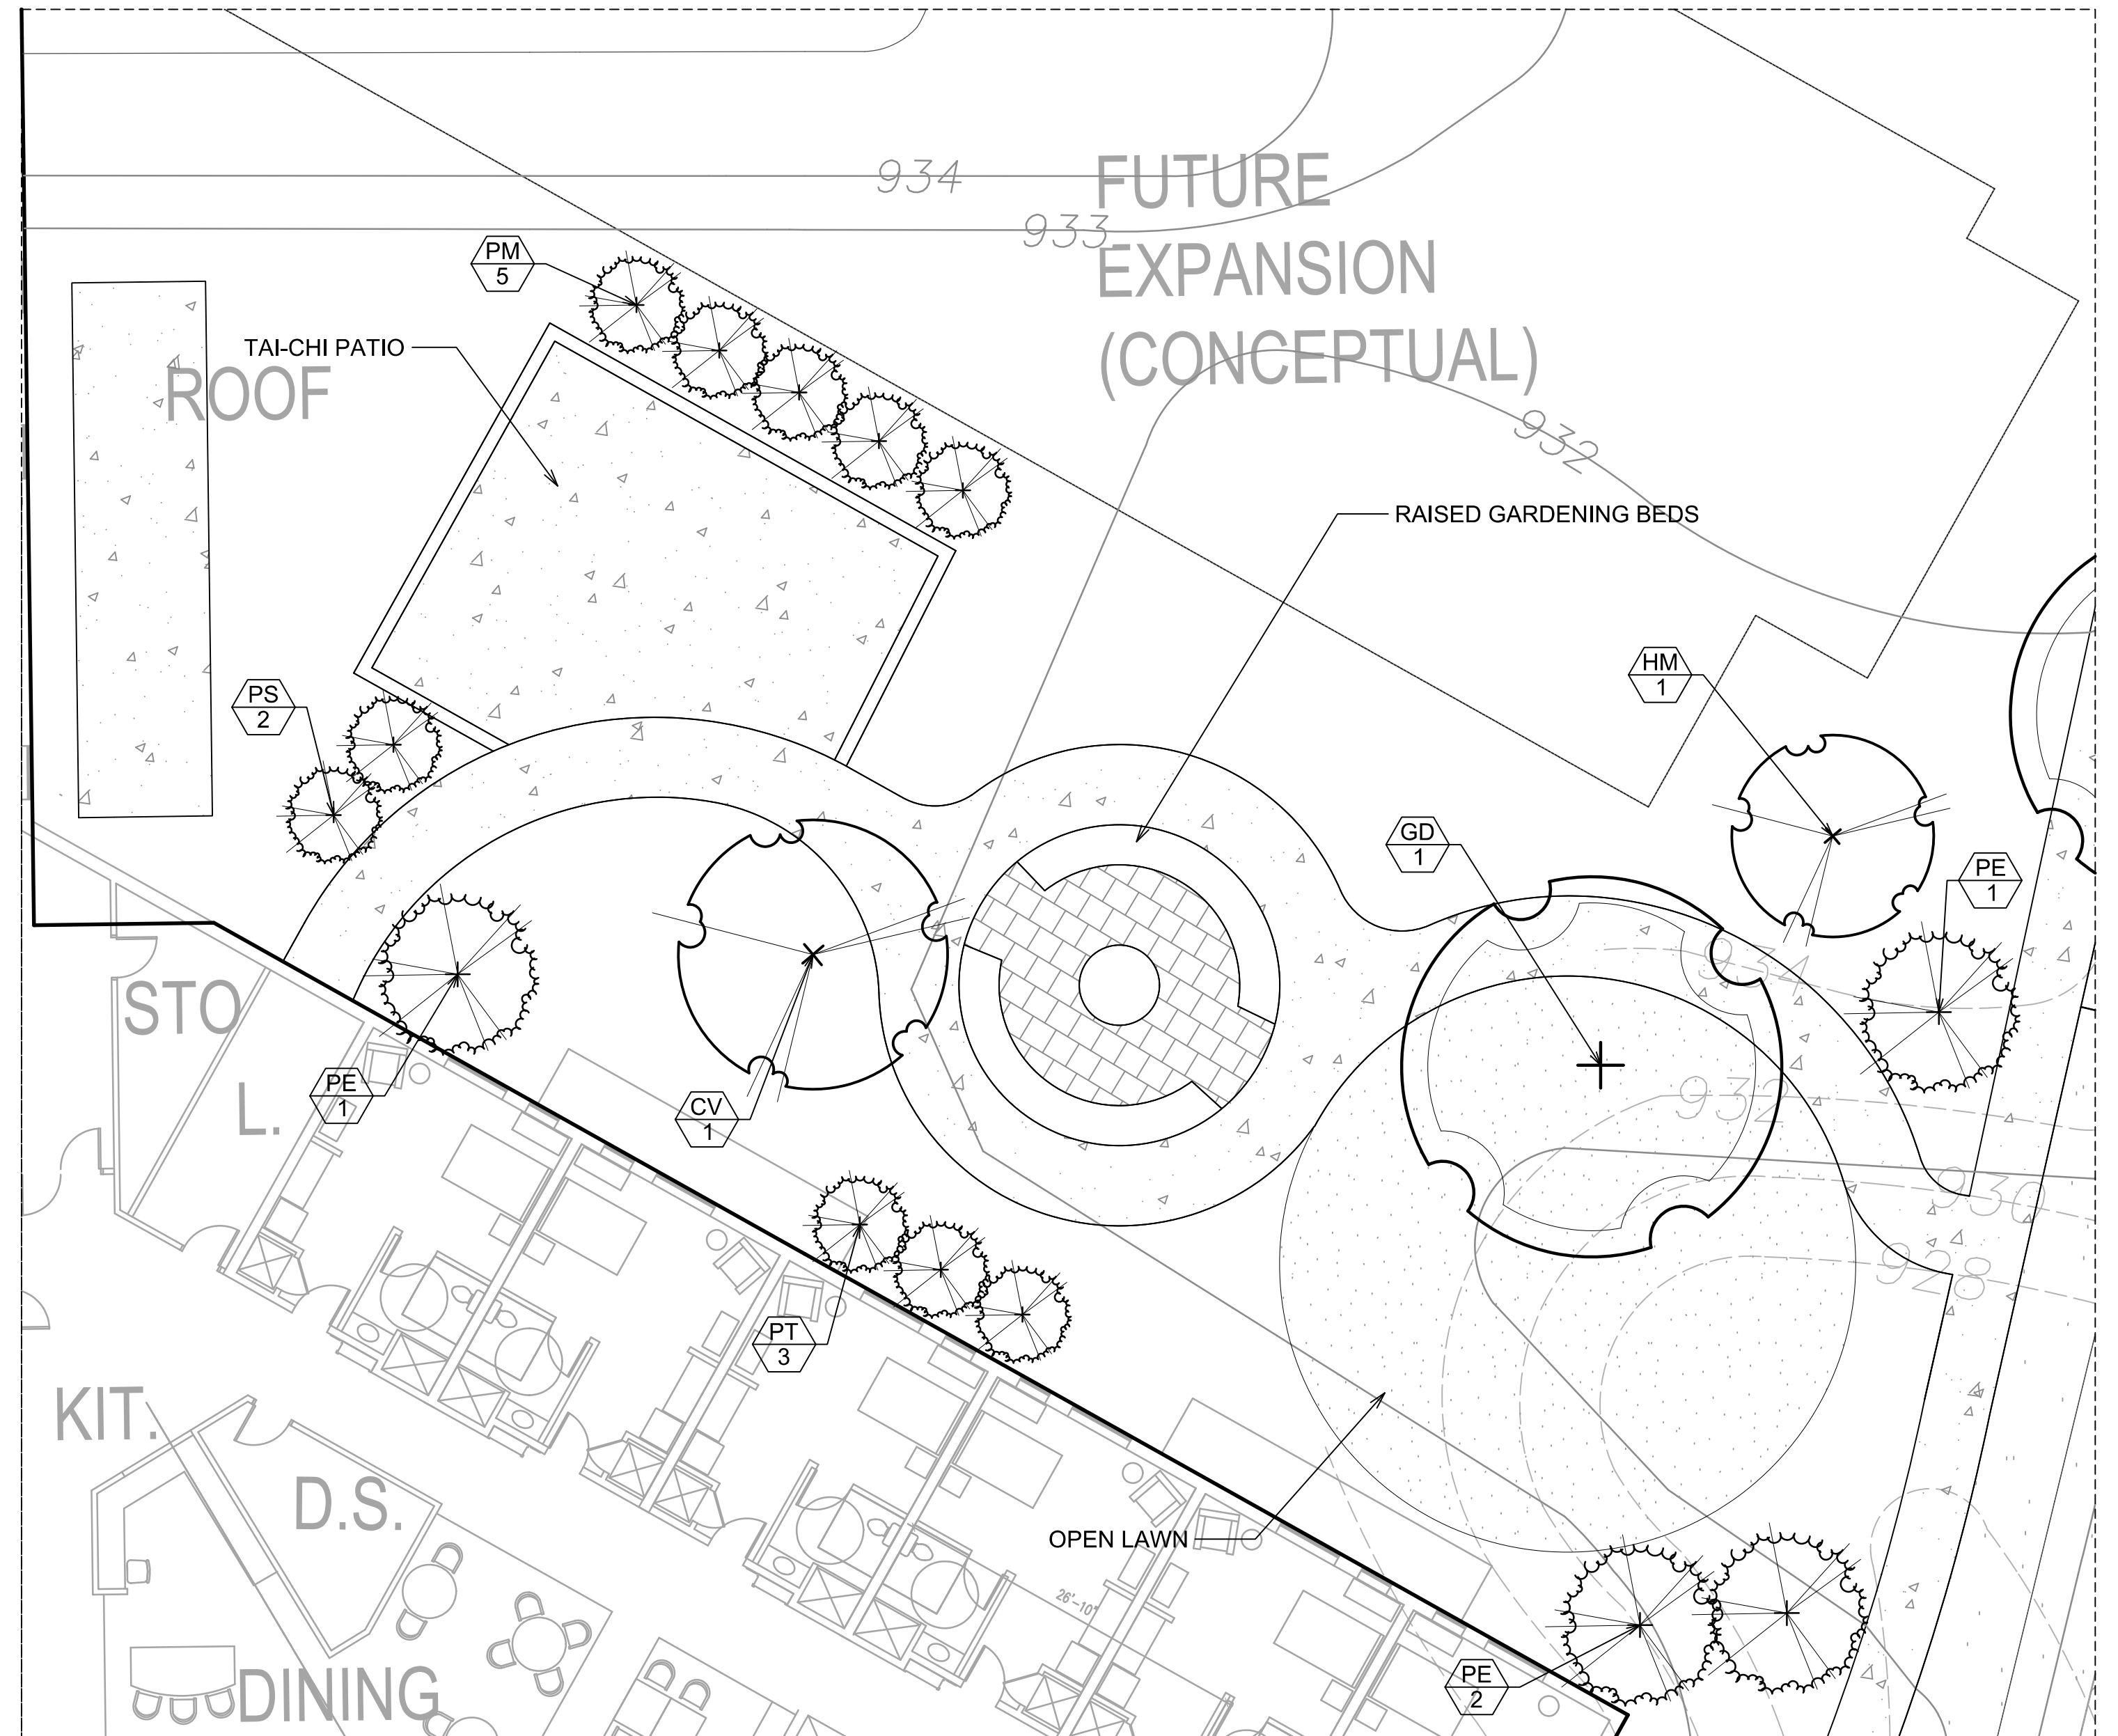 934
933
FUTURE
EXPANSION
(CONCEPTUAL)
PM
5
TAI-CHI PATIO
ROOF
932
RAISED GARDENING BEDS
HM
1
PS
2
GD
1
PE
1
934
932
930
928
STO
L.
PE
1
CV
1
PT
3
KIT.
D.S.
OPEN LAWN
26'-10"
DINING
PE
2